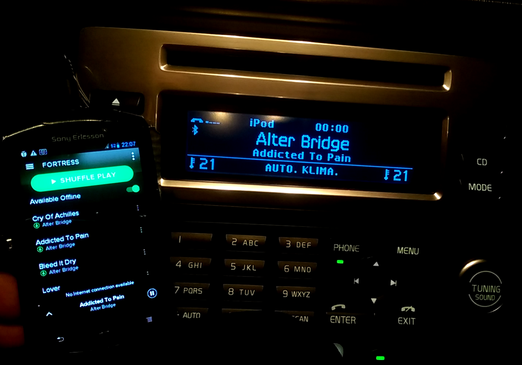 Sony Ericsson
22:07
FORTRESS
SHUFFLE PLAY
Available Offline
Cry Of Achilles
Alter Bridge
Addicted To Pain
Alter Bridge
Bleed It Dry
Alter Bridge
Lover
No Internet connection available
Addicted To Pain
Alter Bridge
iPod 00:00
Alter Bridge
Addicted To Pain
21 AUTO. KLIMA. 21
CD
MODE
1 2 ABC 3 DEF
4 GHI 5 JKL 6 MNO
7 PQRS 8 TUV 9 WXYZ
AUTO
PHONE MENU
ENTER EXIT
TUNING
SOUND